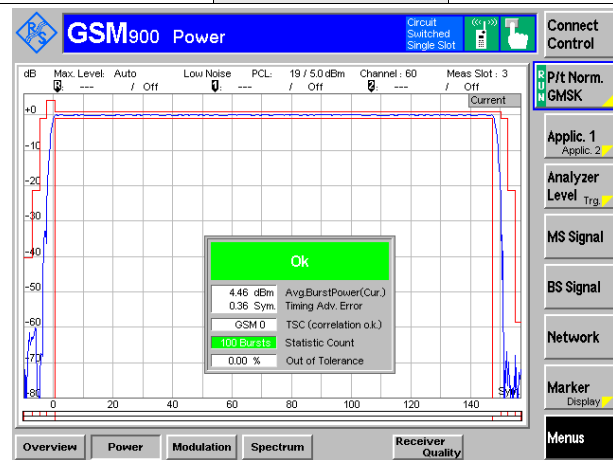 GSM900 Power
Circuit
Switched
Single Slot
Connect
Control
dB Max. Level: Auto Low Noise PCL: 19 / 5.0 dBm Channel : 60 Meas Slot : 3
1: --- / Off 1: --- / Off 2: --- / Off
Current
RUN
P/t Norm.
GMSK
+0
-10
-20
-30
-40
-60
-80
Applic. 1
Applic. 2
Analyzer
Level Trg.
MS Signal
BS Signal
Network
Marker
Display
Menus
Ok
4.46 dBm Avg.BurstPower(Cur.)
0.36 Sym. Timing Adv. Error
GSM 0 TSC (correlation o.k.)
100 Bursts Statistic Count
0.00 % Out of Tolerance
0 20 40 60 80 100 120 140
Overview Power Modulation Spectrum Receiver
Quality